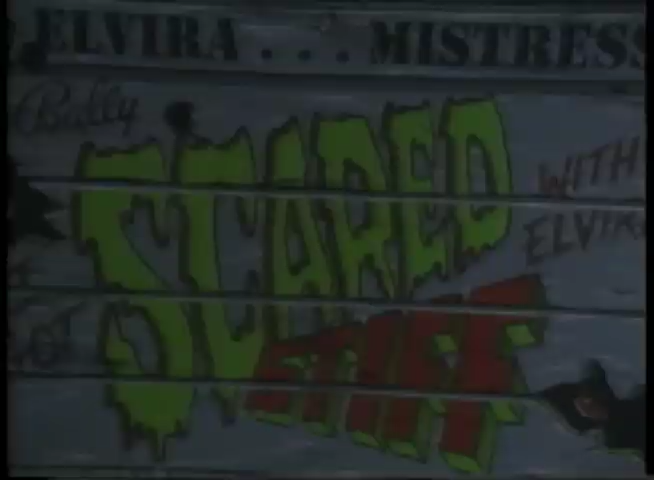 ELVIRA . . . MISTRESS
Bally
SCARED
STIFF
WITH
ELVIRA